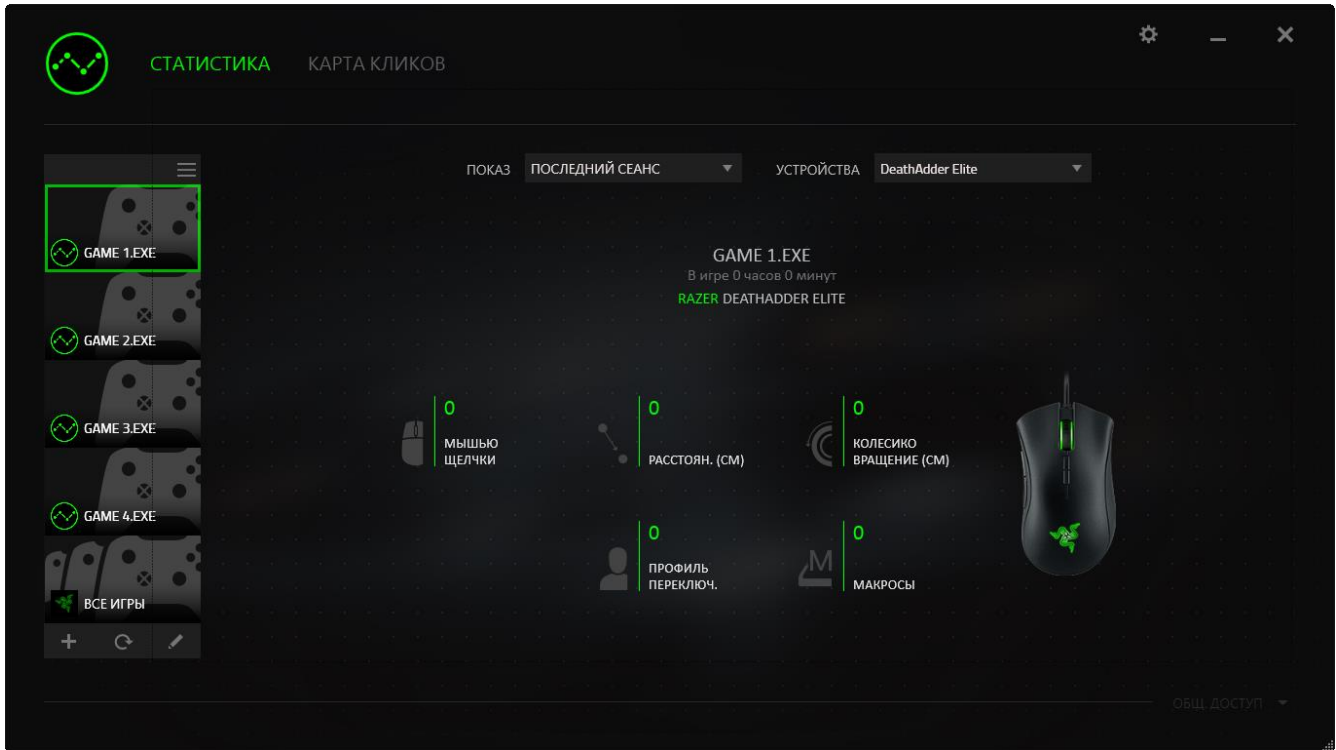 СТАТИСТИКА КАРТА КЛИКОВ
ПОКАЗ ПОСЛЕДНИЙ СЕАНС УСТРОЙСТВА DeathAdder Elite
GAME 1.EXE
GAME 2.EXE
GAME 3.EXE
GAME 4.EXE
ВСЕ ИГРЫ
GAME 1.EXE
В игре 0 часов 0 минут
RAZER DEATHADDER ELITE
0
МЫШЬЮ
ЩЕЛЧКИ
0
РАССТОЯН. (СМ)
0
КОЛЕСИКО
ВРАЩЕНИЕ (СМ)
0
ПРОФИЛЬ
ПЕРЕКЛЮЧ.
M
0
МАКРОСЫ
ОБЩ. ДОСТУП